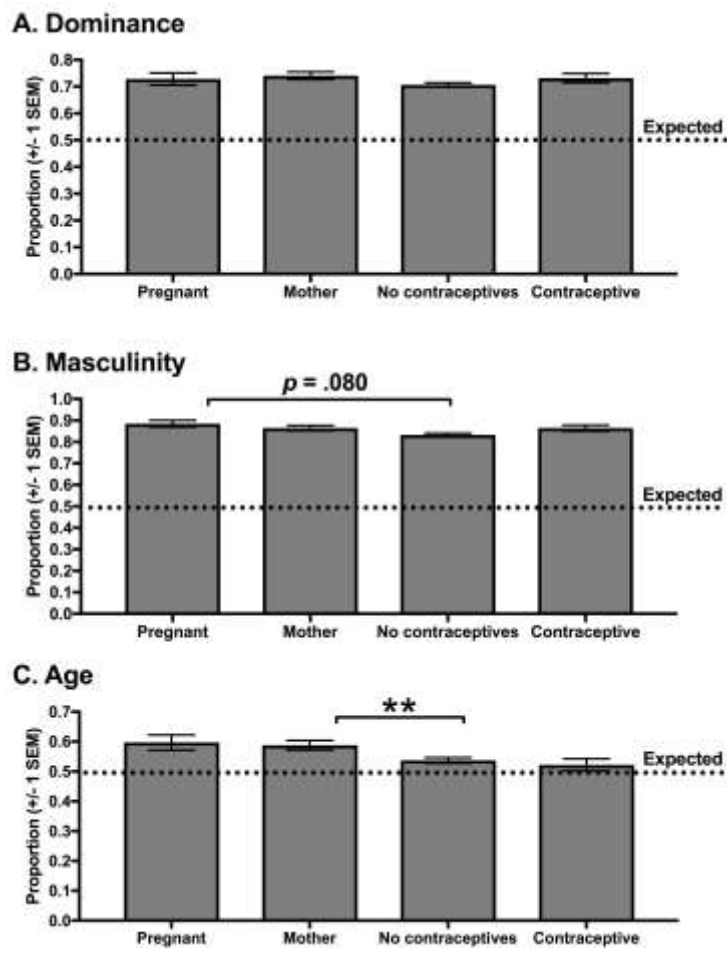 A. Dominance
Proportion (+/- 1 SEM)
0.8
0.7
0.6
0.5
0.4
0.3
0.2
0.1
0.0
Expected
Pregnant Mother No contraceptives Contraceptive
B. Masculinity
p = .080
Proportion (+/- 1 SEM)
1.0
0.9
0.8
0.7
0.6
0.5
0.4
0.3
0.2
0.1
0.0
Expected
Pregnant Mother No contraceptives Contraceptive
C. Age
**
Proportion (+/- 1 SEM)
0.7
0.6
0.5
0.4
0.3
0.2
0.1
0.0
Expected
Pregnant Mother No contraceptives Contraceptive